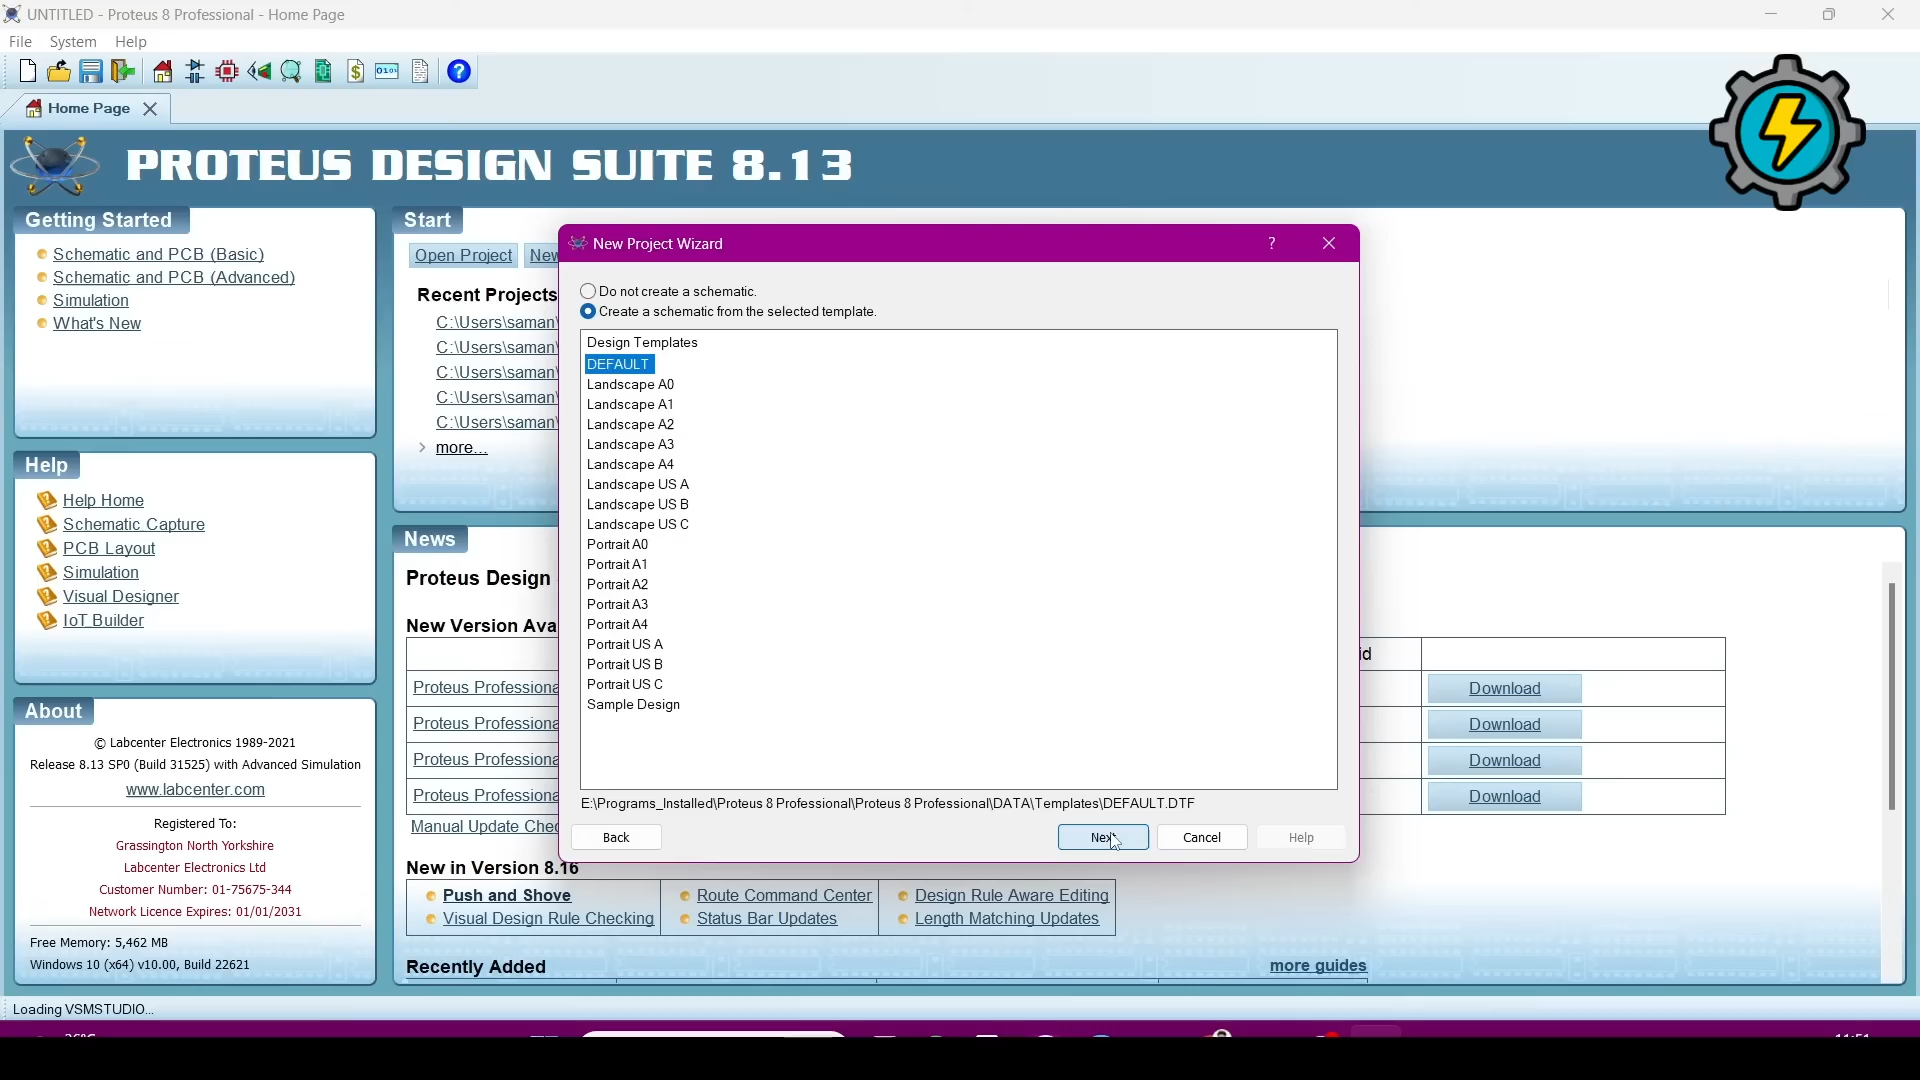 UNTITLED - Proteus 8 Professional - Home Page
File System Help
Home Page
PROTEUS DESIGN SUITE 8.13
Getting Started
Schematic and PCB (Basic)
Schematic and PCB (Advanced)
Simulation
What's New
Help
Help Home
Schematic Capture
PCB Layout
Simulation
Visual Designer
IoT Builder
About
© Labcenter Electronics 1989-2021
Release 8.13 SP0 (Build 31525) with Advanced Simulation
www.labcenter.com
Registered To:
Grassington North Yorkshire
Labcenter Electronics Ltd
Customer Number: 01-75675-344
Network Licence Expires: 01/01/2031
Free Memory: 5,462 MB
Windows 10 (x64) v10.00, Build 22621
Start
Open Project New
Recent Projects
C:\Users\saman\
C:\Users\saman\
C:\Users\saman\
C:\Users\saman\
C:\Users\saman\
more...
News
Proteus Design
New Version Ava
id
Proteus Professiona Download
Proteus Professiona Download
Proteus Professiona Download
Proteus Professiona Download
Manual Update Chec
New in Version 8.16
Push and Shove Route Command Center Design Rule Aware Editing
Visual Design Rule Checking Status Bar Updates Length Matching Updates
Recently Added more guides
New Project Wizard
Do not create a schematic.
Create a schematic from the selected template.
Design Templates
DEFAULT
Landscape A0
Landscape A1
Landscape A2
Landscape A3
Landscape A4
Landscape US A
Landscape US B
Landscape US C
Portrait A0
Portrait A1
Portrait A2
Portrait A3
Portrait A4
Portrait US A
Portrait US B
Portrait US C
Sample Design
E:\Programs_Installed\Proteus 8 Professional\Proteus 8 Professional\DATA\Templates\DEFAULT.DTF
Back Next Cancel Help
Loading VSMSTUDIO...